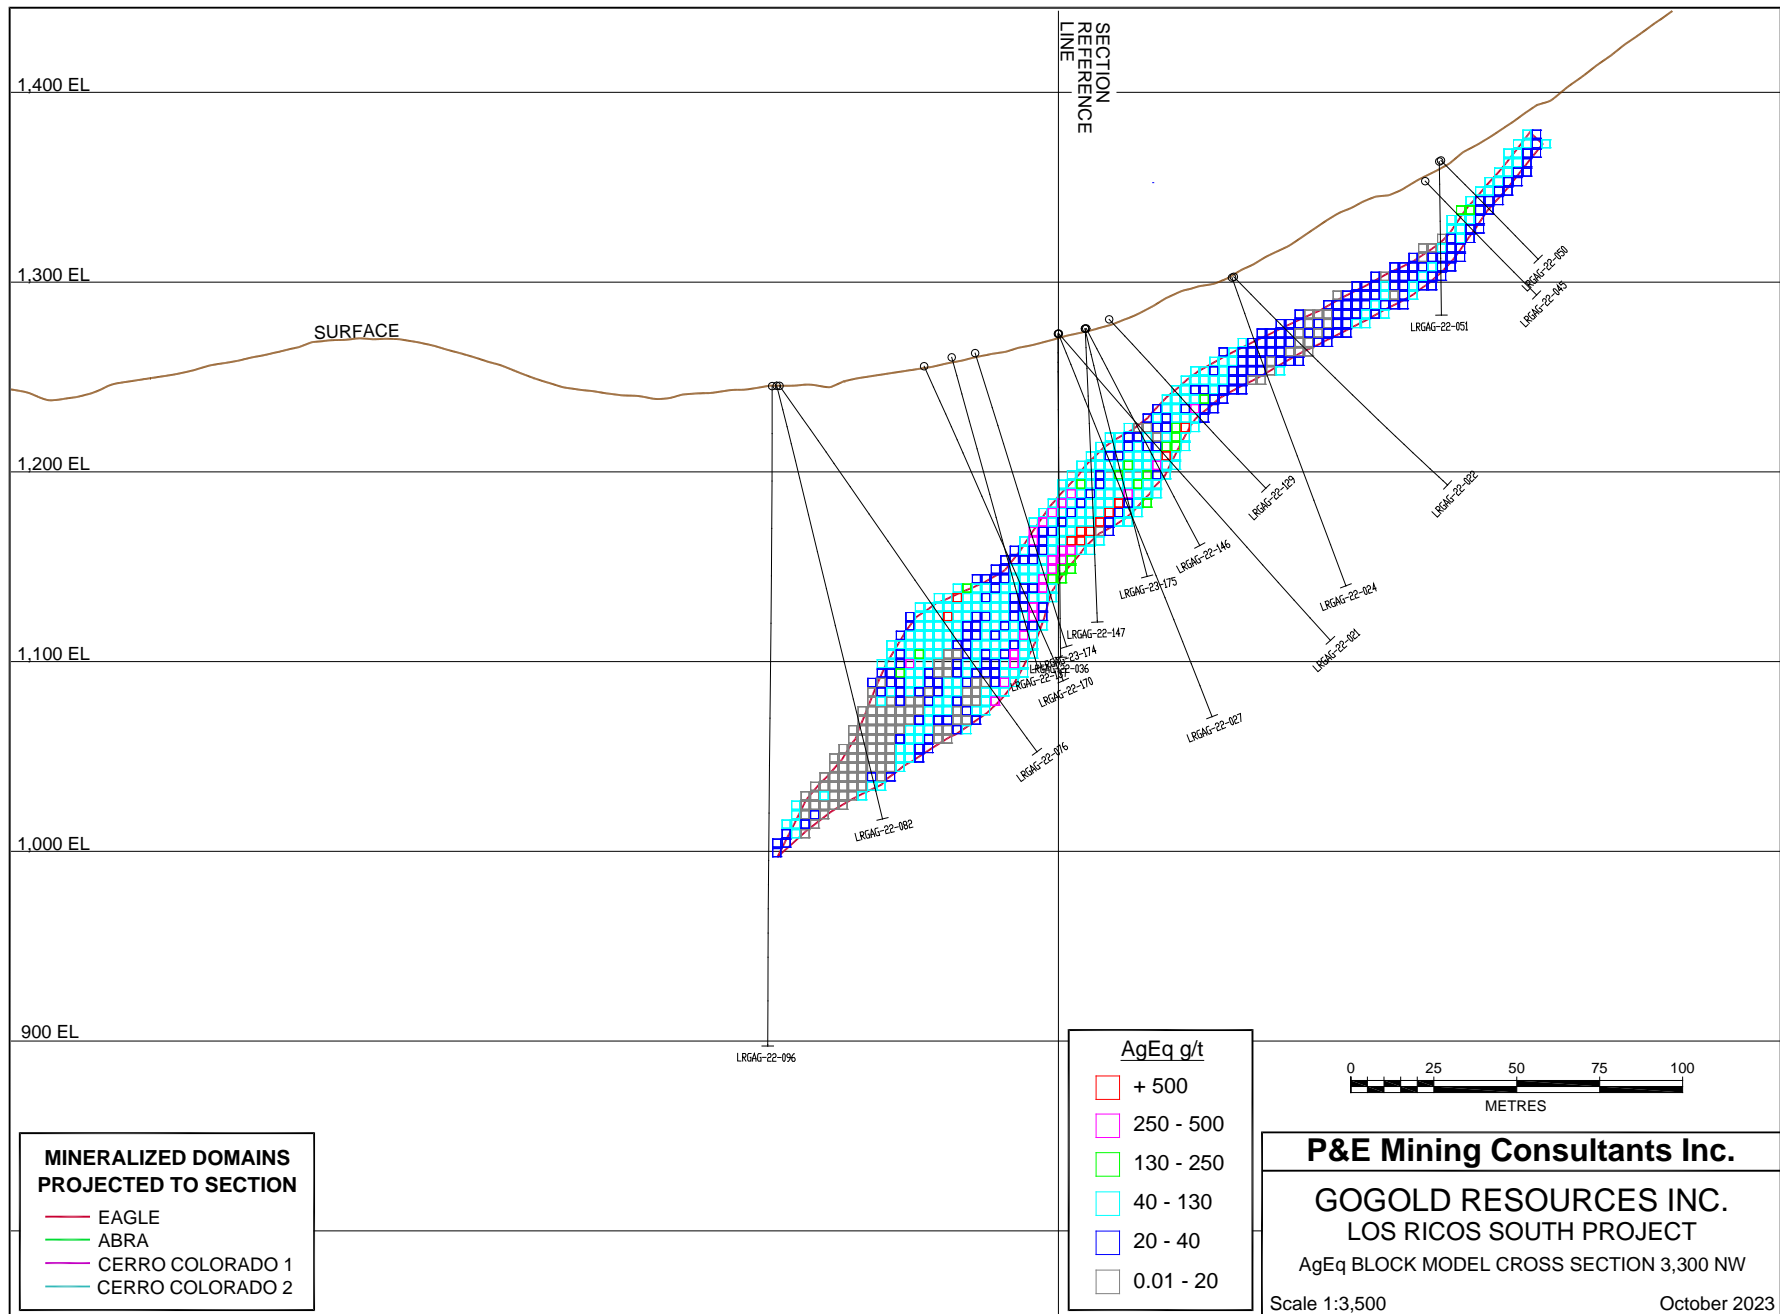 SECTION
REFERENCE
LINE
1,400 EL
1,300 EL
SURFACE
1,200 EL
1,100 EL
1,000 EL
900 EL
LRGAG-22-050
LRGAG-22-045
LRGAG-22-051
LRGAG-22-129
LRGAG-22-022
LRGAG-22-146
LRGAG-23-175
LRGAG-22-024
LRGAG-22-147
LRGAG-22-021
LRGAG-23-174
LRGAG-22-036
LRGAG-22-170
LRGAG-22-027
LRGAG-22-076
LRGAG-22-082
LRGAG-22-096
AgEq g/t
+ 500
250 - 500
130 - 250
40 - 130
20 - 40
0.01 - 20
MINERALIZED DOMAINS
PROJECTED TO SECTION
EAGLE
ABRA
CERRO COLORADO 1
CERRO COLORADO 2
0 25 50 75 100
METRES
P&E Mining Consultants Inc.
GOGOLD RESOURCES INC.
LOS RICOS SOUTH PROJECT
AgEq BLOCK MODEL CROSS SECTION 3,300 NW
Scale 1:3,500 October 2023